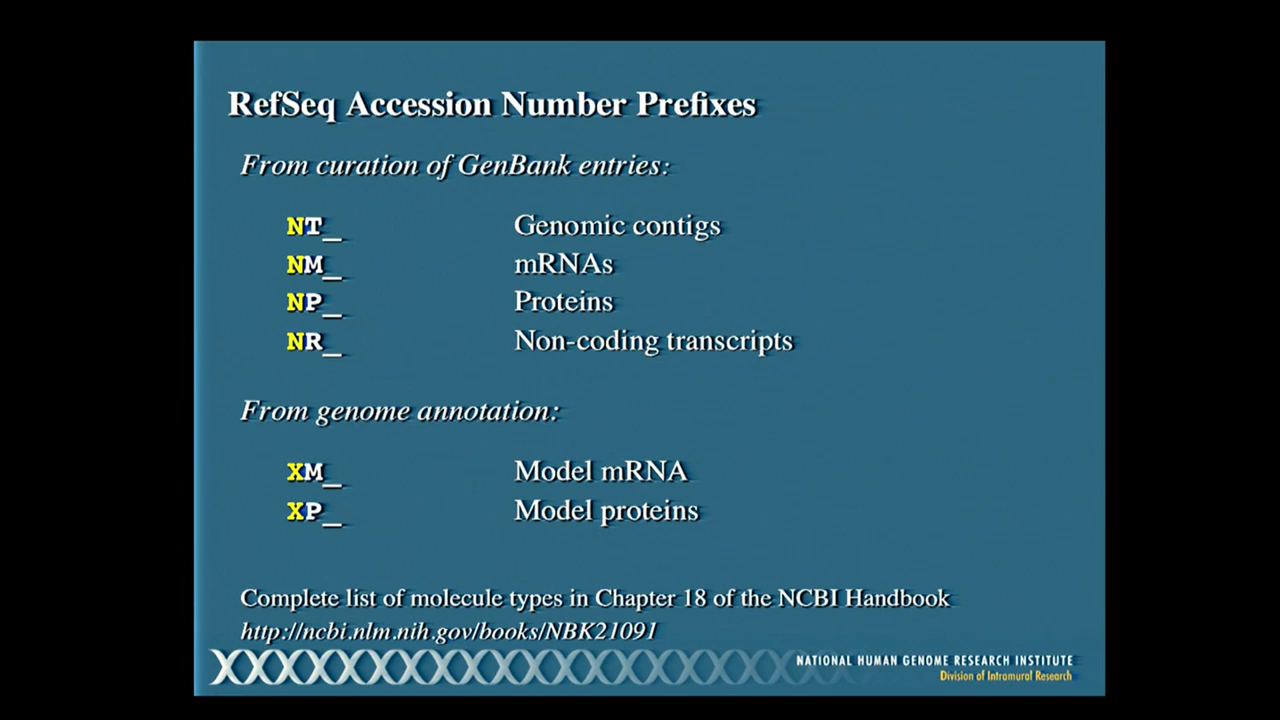 RefSeq Accession Number Prefixes
From curation of GenBank entries:
NT_ Genomic contigs
NM_ mRNAs
NP_ Proteins
NR_ Non-coding transcripts
From genome annotation:
XM_ Model mRNA
XP_ Model proteins
Complete list of molecule types in Chapter 18 of the NCBI Handbook
http://ncbi.nlm.nih.gov/books/NBK21091
NATIONAL HUMAN GENOME RESEARCH INSTITUTE
Division of Intramural Research